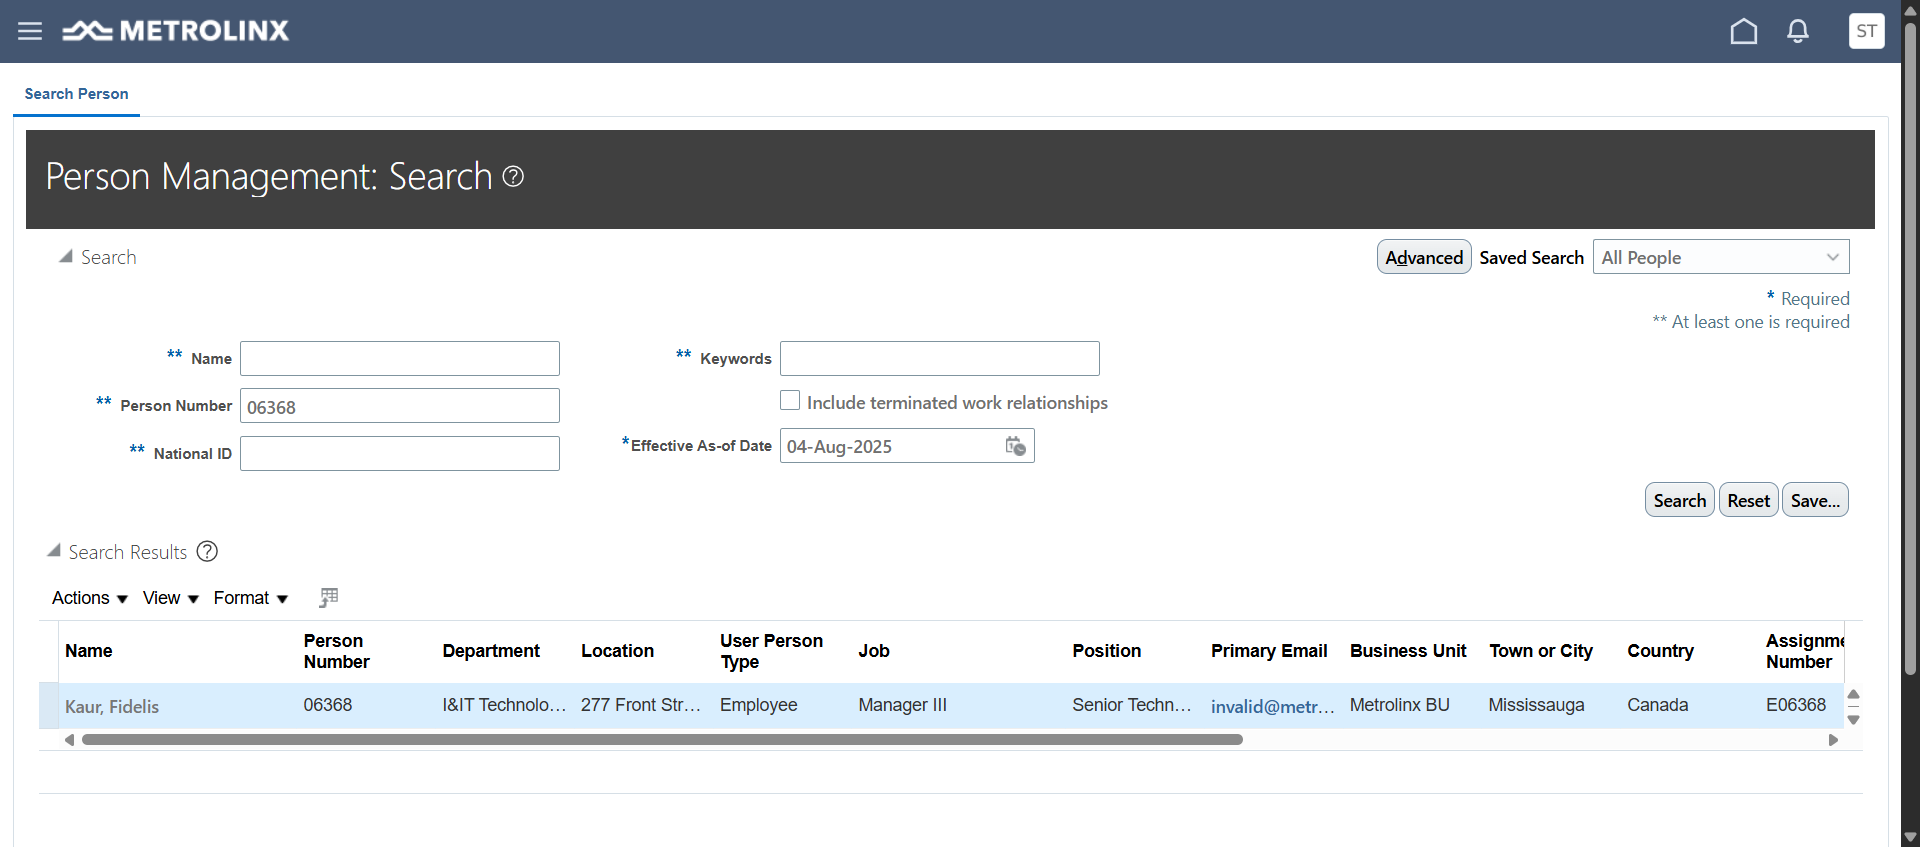 METROLINX
ST
Search Person
Person Management: Search
Search
Advanced Saved Search All People
* Required
** At least one is required
** Name
** Keywords
** Person Number 06368
Include terminated work relationships
** National ID
*Effective As-of Date 04-Aug-2025
Search Reset Save...
Search Results
Actions View Format
Name Person Number Department Location User Person Type Job Position Primary Email Business Unit Town or City Country Assignme Number
Kaur, Fidelis 06368 I&IT Technolo... 277 Front Str... Employee Manager III Senior Techn... invalid@metr... Metrolinx BU Mississauga Canada E06368